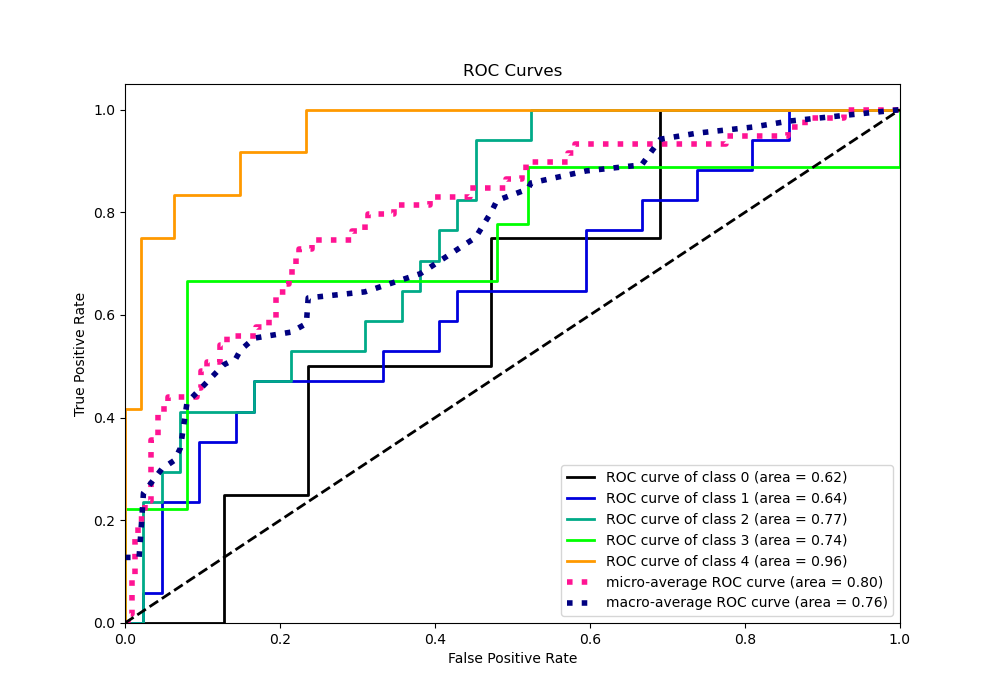 ROC Curves
True Positive Rate
1.0
0.8
0.6
0.4
0.2
0.0
0.0 0.2 0.4 0.6 0.8 1.0
False Positive Rate
ROC curve of class 0 (area = 0.62)
ROC curve of class 1 (area = 0.64)
ROC curve of class 2 (area = 0.77)
ROC curve of class 3 (area = 0.74)
ROC curve of class 4 (area = 0.96)
micro-average ROC curve (area = 0.80)
macro-average ROC curve (area = 0.76)